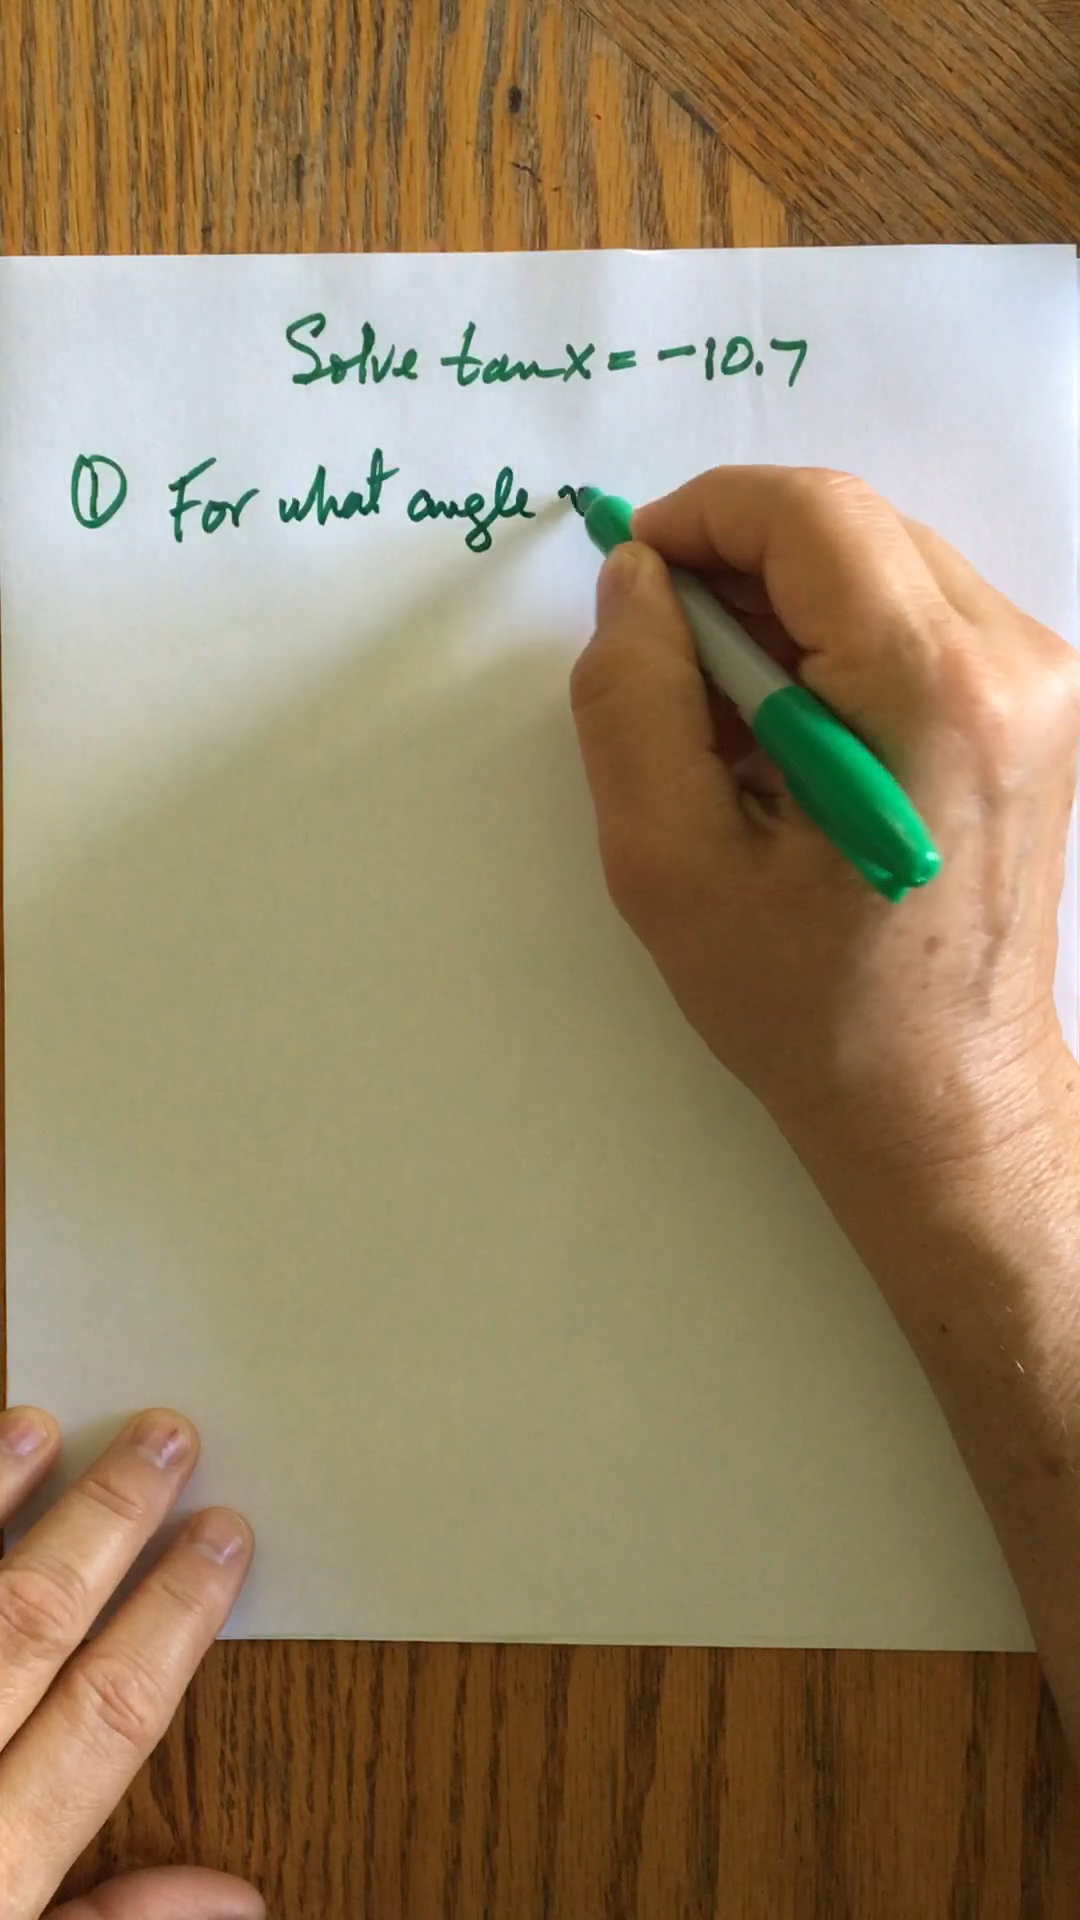 Solve tan x = -10.7
① For what angle